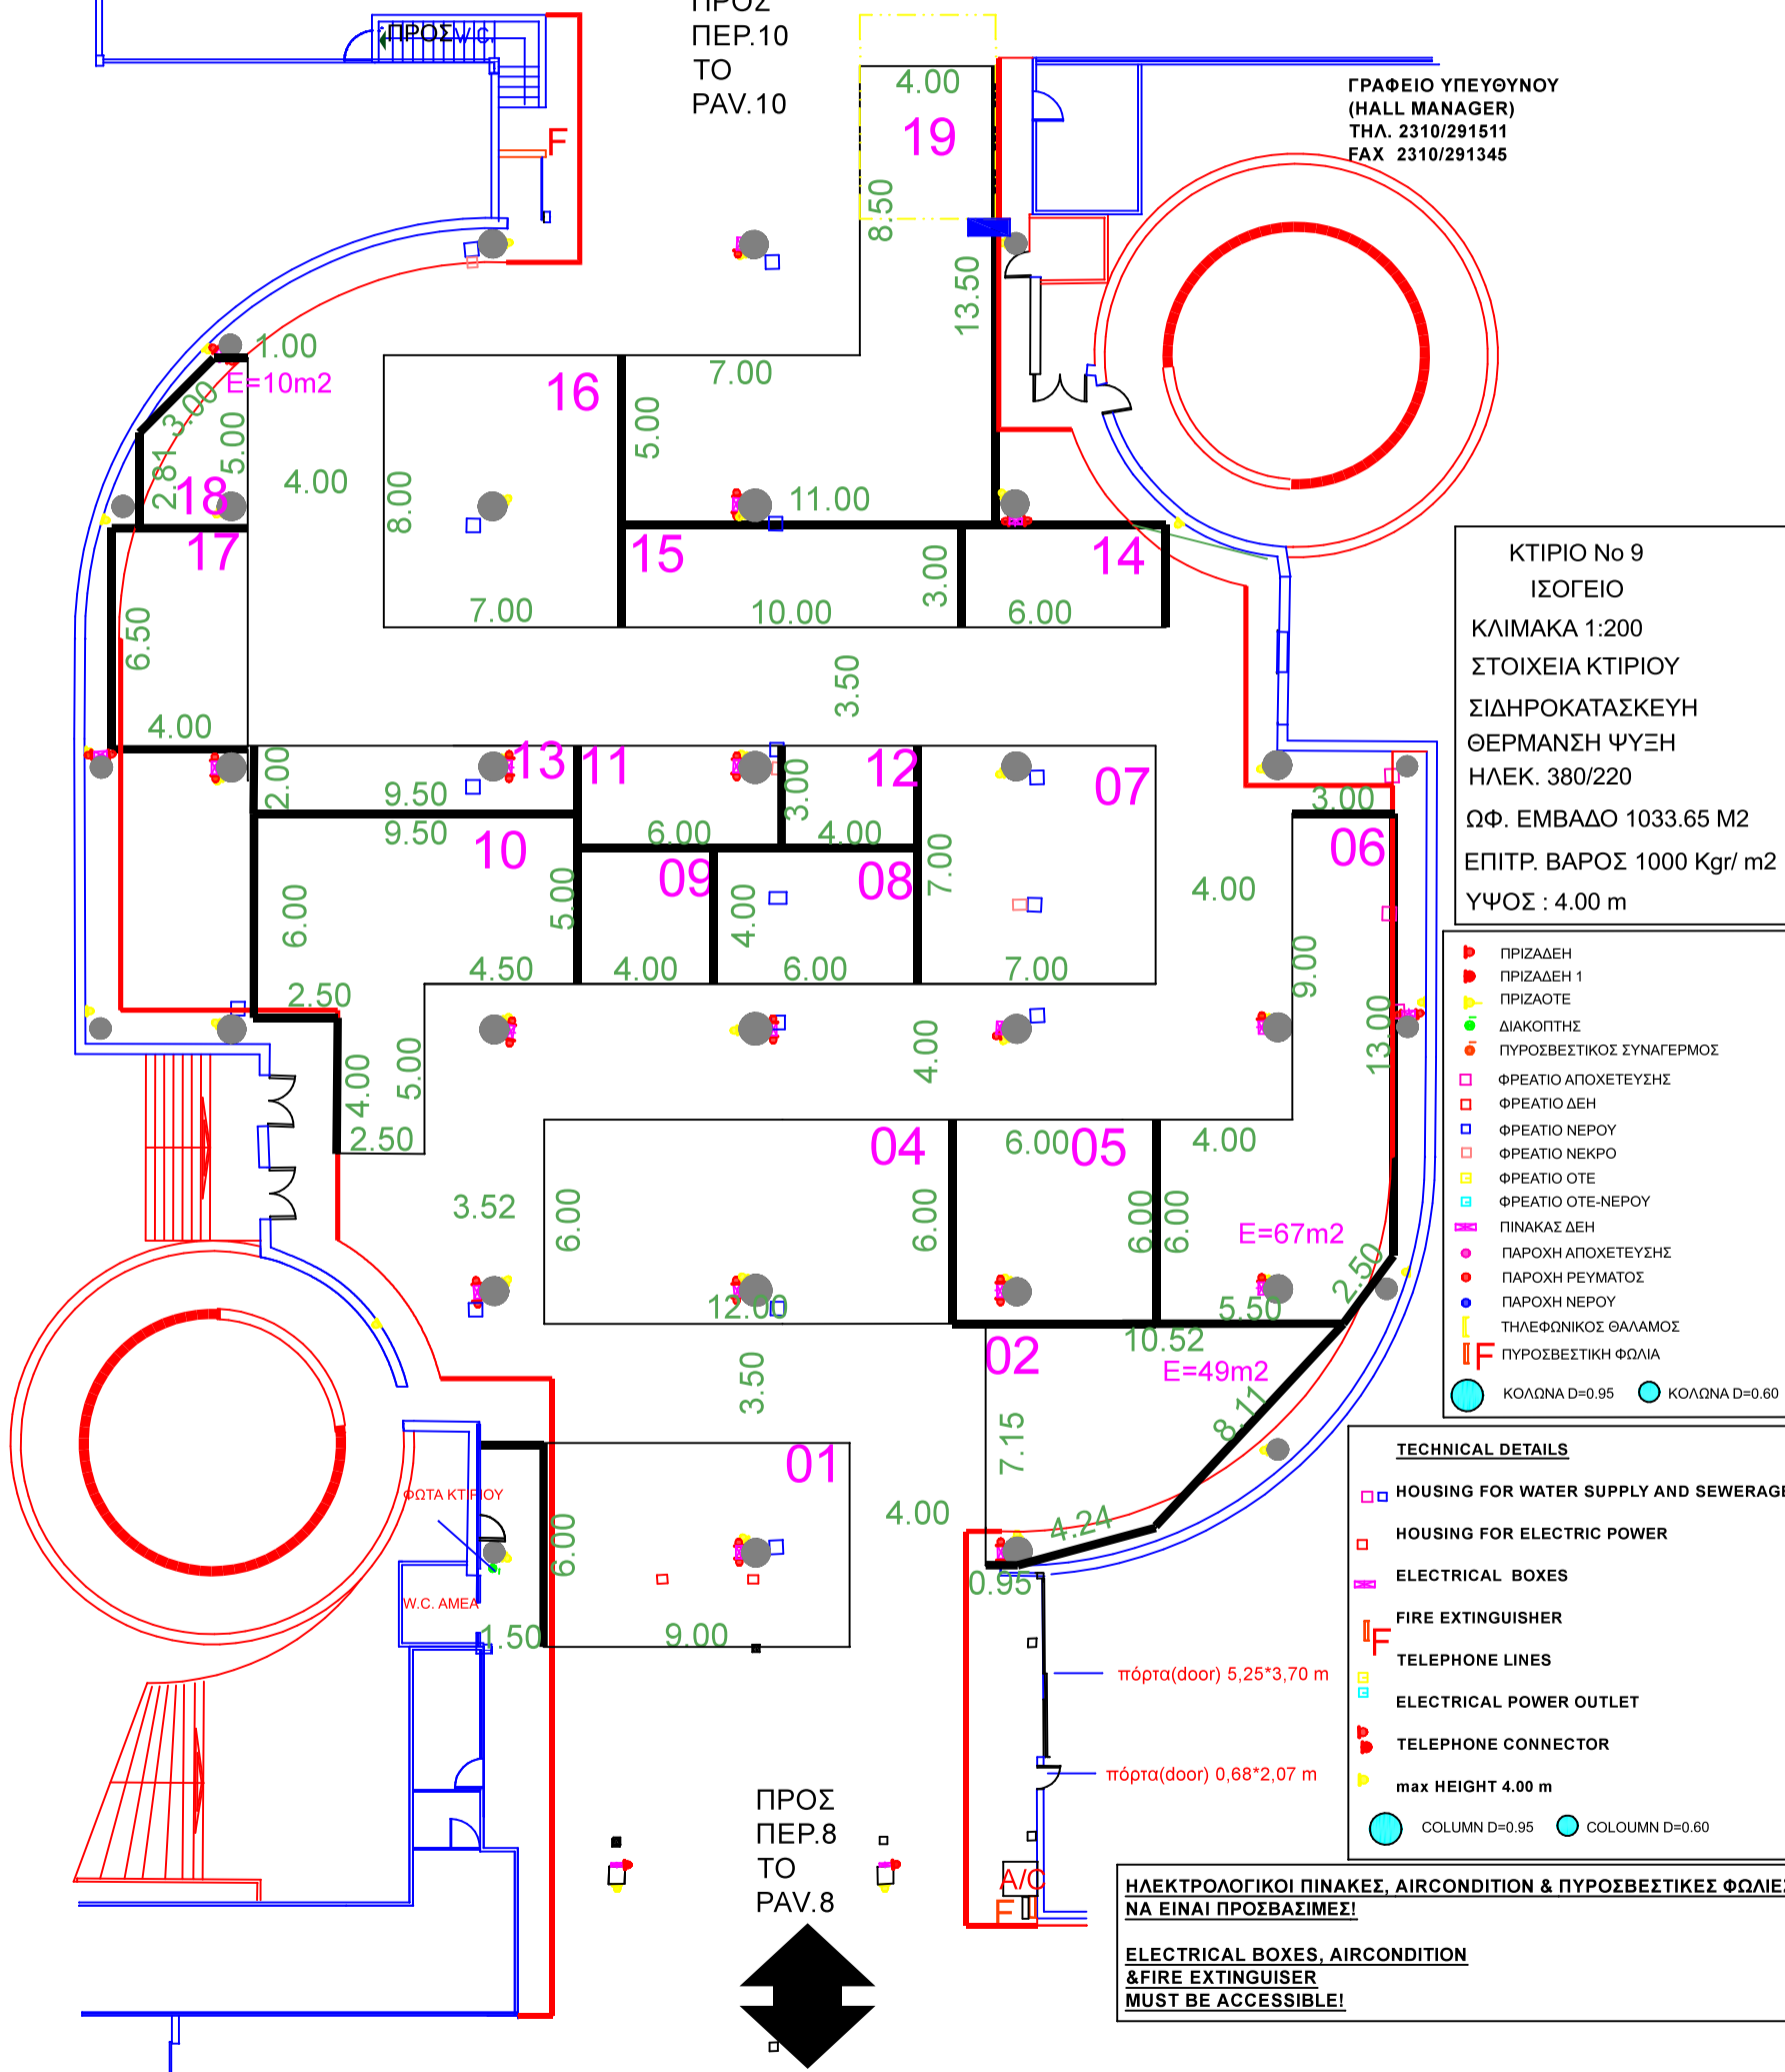 ΠΡΟΣ W.C.
ΠΡΟΣ
ΠΕΡ.10
ΤΟ
PAV.10
F
4.00
19
8.50
13.50
ΓΡΑΦΕΙΟ ΥΠΕΥΘΥΝΟΥ
(HALL MANAGER)
ΤΗΛ. 2310/291511
FAX 2310/291345
1.00
E=10m2
3.00
2.81
5.00
18
4.00
16
8.00
7.00
7.00
5.00
11.00
17
6.50
4.00
15
10.00
3.00
14
6.00
3.50
2.00
13
9.50
11
6.00
3.00
12
4.00
07
7.00
7.00
9.50
10
6.00
5.00
4.50
2.50
09
4.00
4.00
08
6.00
4.00
3.00
06
9.00
13.00
4.00
5.00
2.50
4.00
3.52
6.00
04
6.00
12.00
6.00
05
6.00
4.00
6.00
E=67m2
2.50
5.50
10.52
02
E=49m2
7.15
8.11
4.24
0.95
3.50
01
6.00
9.00
1.50
4.00
ΦΩΤΑ ΚΤΙΡΙΟΥ
W.C. ΑΜΕΑ
πόρτα(door) 5,25*3,70 m
πόρτα(door) 0,68*2,07 m
ΠΡΟΣ
ΠΕΡ.8
ΤΟ
PAV.8
A/C
F
ΚΤΙΡΙΟ Νο 9
ΙΣΟΓΕΙΟ
ΚΛΙΜΑΚΑ 1:200
ΣΤΟΙΧΕΙΑ ΚΤΙΡΙΟΥ
ΣΙΔΗΡΟΚΑΤΑΣΚΕΥΗ
ΘΕΡΜΑΝΣΗ ΨΥΞΗ
ΗΛΕΚ. 380/220
ΩΦ. ΕΜΒΑΔΟ 1033.65 Μ2
ΕΠΙΤΡ. ΒΑΡΟΣ 1000 Kgr/ m2
ΥΨΟΣ : 4.00 m
ΠΡΙΖΑΔΕΗ
ΠΡΙΖΑΔΕΗ 1
ΠΡΙΖΑΟΤΕ
ΔΙΑΚΟΠΤΗΣ
ΠΥΡΟΣΒΕΣΤΙΚΟΣ ΣΥΝΑΓΕΡΜΟΣ
ΦΡΕΑΤΙΟ ΑΠΟΧΕΤΕΥΣΗΣ
ΦΡΕΑΤΙΟ ΔΕΗ
ΦΡΕΑΤΙΟ ΝΕΡΟΥ
ΦΡΕΑΤΙΟ ΝΕΚΡΟ
ΦΡΕΑΤΙΟ ΟΤΕ
ΦΡΕΑΤΙΟ ΟΤΕ-ΝΕΡΟΥ
ΠΙΝΑΚΑΣ ΔΕΗ
ΠΑΡΟΧΗ ΑΠΟΧΕΤΕΥΣΗΣ
ΠΑΡΟΧΗ ΡΕΥΜΑΤΟΣ
ΠΑΡΟΧΗ ΝΕΡΟΥ
ΤΗΛΕΦΩΝΙΚΟΣ ΘΑΛΑΜΟΣ
F ΠΥΡΟΣΒΕΣΤΙΚΗ ΦΩΛΙΑ
ΚΟΛΩΝΑ D=0.95 ΚΟΛΩΝΑ D=0.60
TECHNICAL DETAILS
HOUSING FOR WATER SUPPLY AND SEWERAGE
HOUSING FOR ELECTRIC POWER
ELECTRICAL BOXES
FIRE EXTINGUISHER
F
TELEPHONE LINES
ELECTRICAL POWER OUTLET
TELEPHONE CONNECTOR
max HEIGHT 4.00 m
COLUMN D=0.95 COLOUMN D=0.60
ΗΛΕΚΤΡΟΛΟΓΙΚΟΙ ΠΙΝΑΚΕΣ, AIRCONDITION & ΠΥΡΟΣΒΕΣΤΙΚΕΣ ΦΩΛΙΕΣ
ΝΑ ΕΙΝΑΙ ΠΡΟΣΒΑΣΙΜΕΣ!
ELECTRICAL BOXES, AIRCONDITION
&FIRE EXTINGUISER
MUST BE ACCESSIBLE!